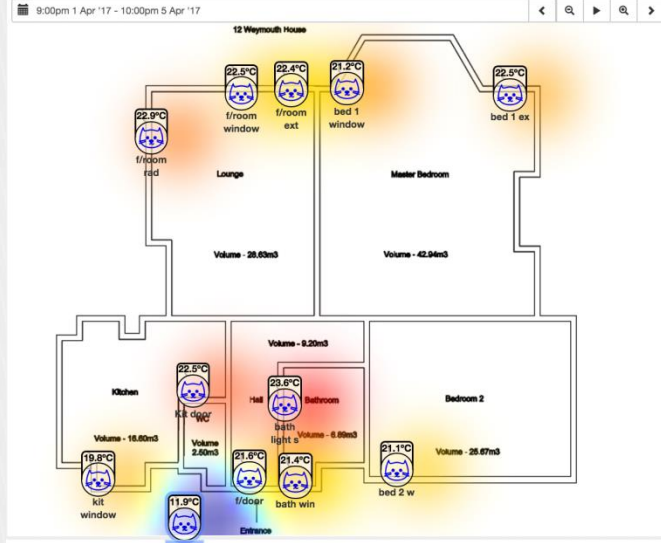 9:00pm 1 Apr '17 - 10:00pm 5 Apr '17
12 Weymouth House
22.5°C
f/room
window
22.4°C
f/room
ext
21.2°C
bed 1
window
22.5°C
bed 1 ex
22.9°C
f/room
rad
Lounge
Master Bedroom
Volume - 28.63m3
Volume - 42.94m3
Volume - 9.20m3
22.5°C
Kit door
Kitchen
WC
23.6°C
bath
light s
Hall
Bathroom
Bedroom 2
Volume - 16.60m3
Volume
2.50m3
Volume - 6.89m3
Volume - 25.67m3
19.8°C
kit
window
21.6°C
f/door
21.4°C
bath win
21.1°C
bed 2 w
11.9°C
Entrance